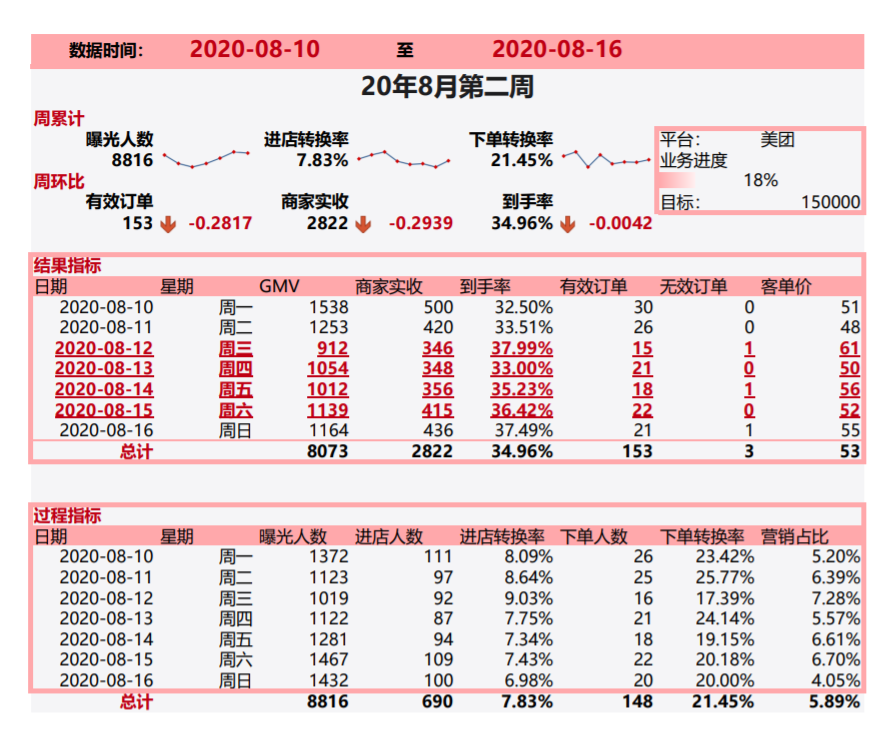 数据时间： 2020-08-10 至 2020-08-16
20年8月第二周
周累计
曝光人数 进店转换率 下单转换率 平台： 美团
8816 7.83% 21.45% 业务进度
周环比 18%
有效订单 商家实收 到手率 目标： 150000
153 -0.2817 2822 -0.2939 34.96% -0.0042
结果指标
日期 星期 GMV 商家实收 到手率 有效订单 无效订单 客单价
2020-08-10 周一 1538 500 32.50% 30 0 51
2020-08-11 周二 1253 420 33.51% 26 0 48
2020-08-12 周三 912 346 37.99% 15 1 61
2020-08-13 周四 1054 348 33.00% 21 0 50
2020-08-14 周五 1012 356 35.23% 18 1 56
2020-08-15 周六 1139 415 36.42% 22 0 52
2020-08-16 周日 1164 436 37.49% 21 1 55
总计 8073 2822 34.96% 153 3 53
过程指标
日期 星期 曝光人数 进店人数 进店转换率 下单人数 下单转换率 营销占比
2020-08-10 周一 1372 111 8.09% 26 23.42% 5.20%
2020-08-11 周二 1123 97 8.64% 25 25.77% 6.39%
2020-08-12 周三 1019 92 9.03% 16 17.39% 7.28%
2020-08-13 周四 1122 87 7.75% 21 24.14% 5.57%
2020-08-14 周五 1281 94 7.34% 18 19.15% 6.61%
2020-08-15 周六 1467 109 7.43% 22 20.18% 6.70%
2020-08-16 周日 1432 100 6.98% 20 20.00% 4.05%
总计 8816 690 7.83% 148 21.45% 5.89%